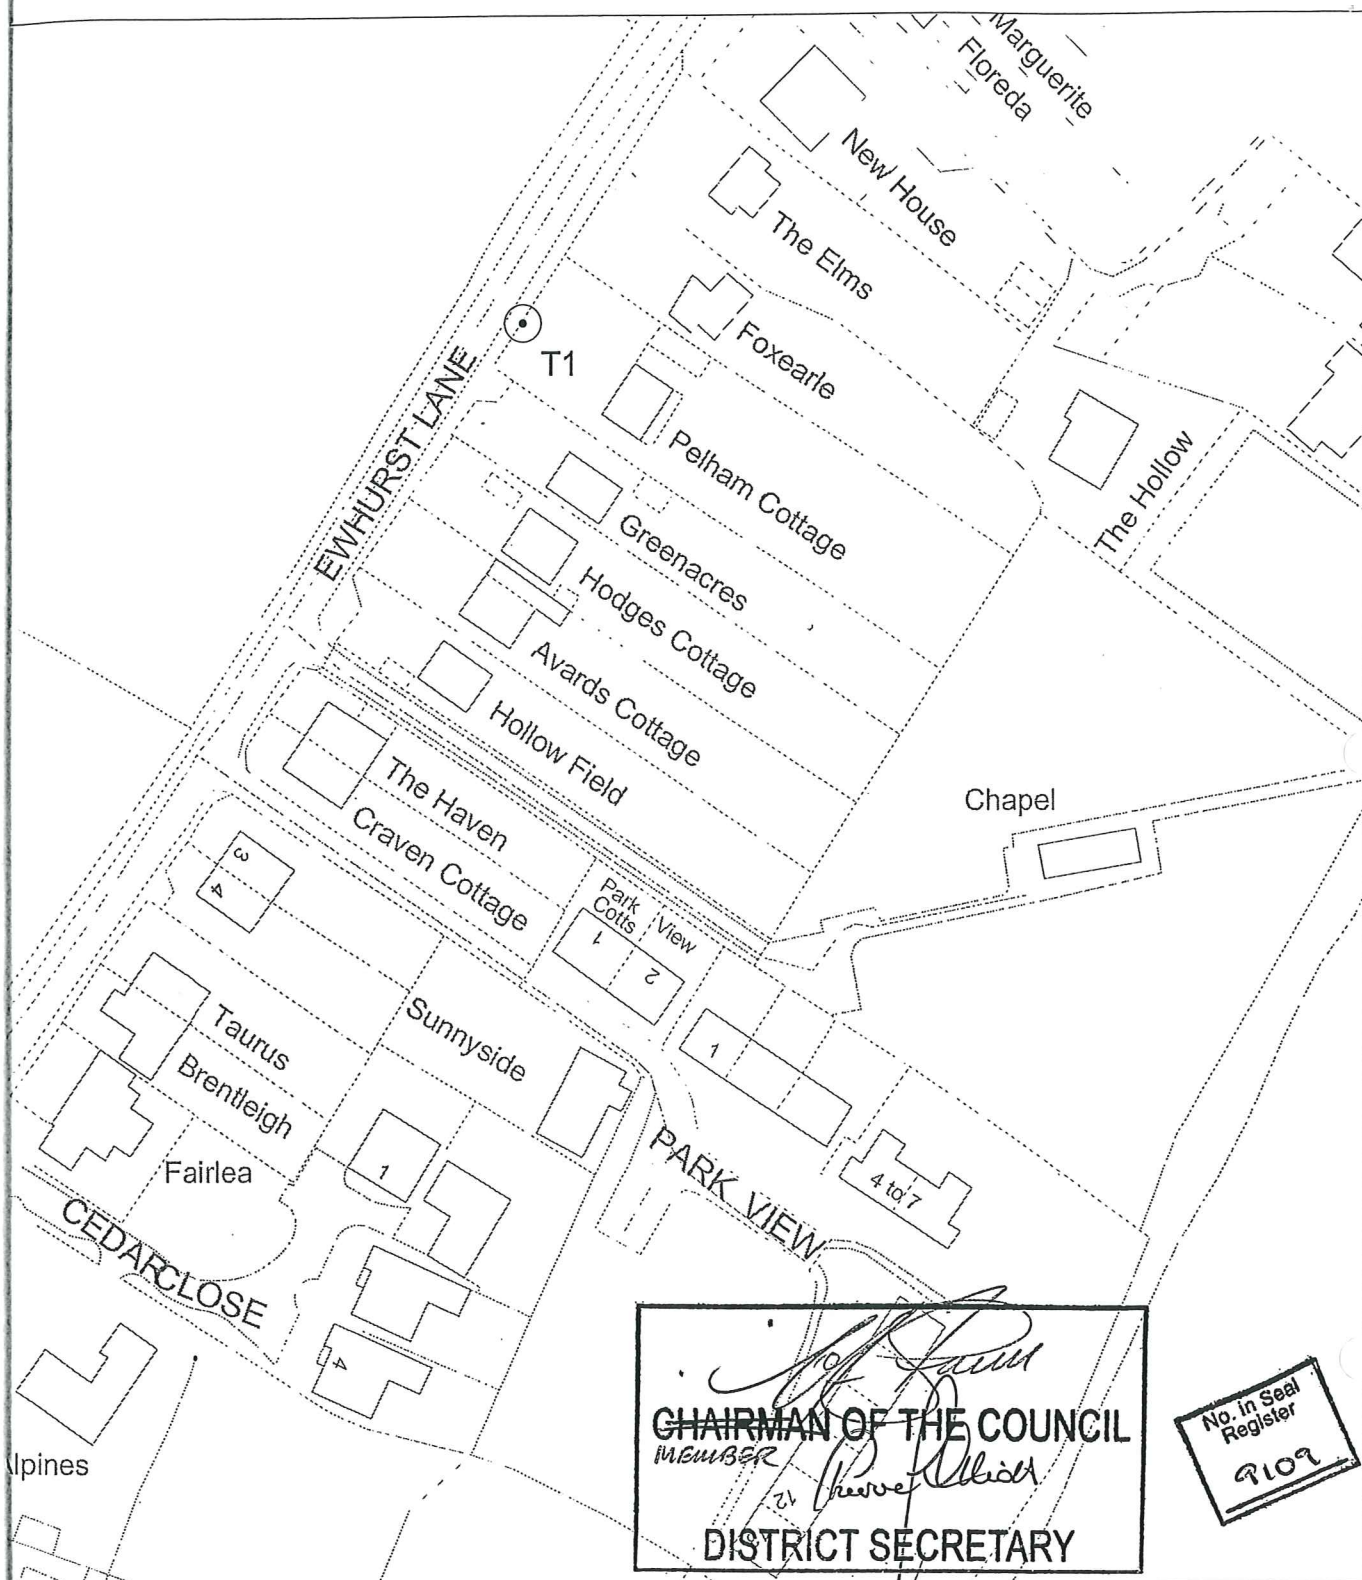 Marguerite
Floreda
New House
The Elms
Foxearle
T1
EWHURST LANE
Pelham Cottage
The Hollow
Greenacres
Hodges Cottage
Avards Cottage
Hollow Field
The Haven
Craven Cottage
Chapel
3
4
Park View
Cotts
1
2
Taurus
Brentleigh
Sunnyside
Fairlea
1
1
PARK VIEW
4 to 7
CEDAR CLOSE
4
lpines
12
CHAIRMAN OF THE COUNCIL
MEMBER
DISTRICT SECRETARY
No. in Seal
Register
9109